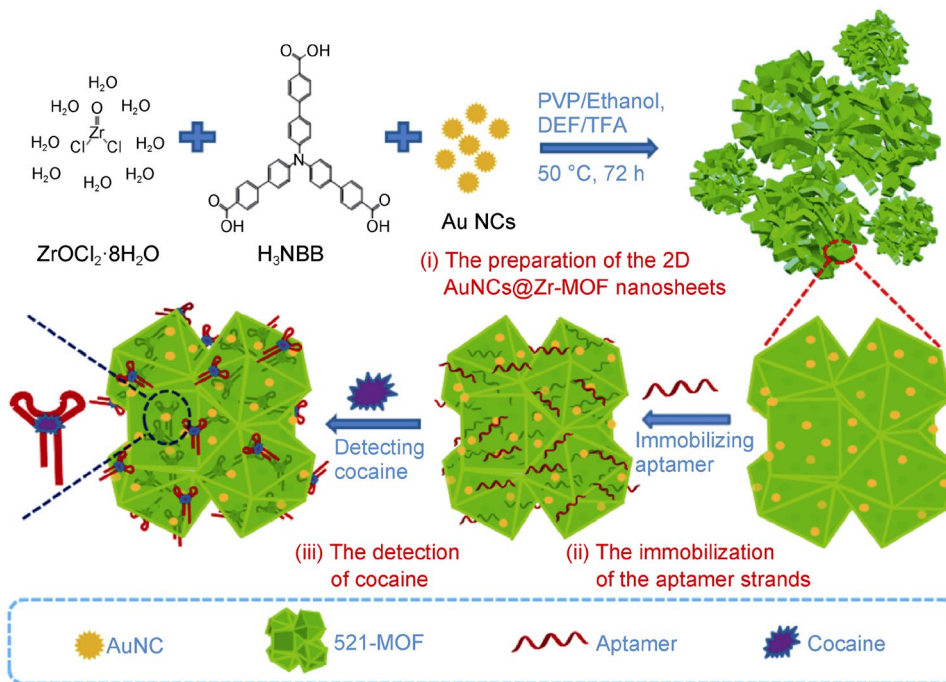 H₂O
H₂O
H₂O
O
H₂O
Zr
H₂O
Cl
Cl
H₂O
H₂O
H₂O
ZrOCl₂·8H₂O
O
OH
N
O
OH
O
OH
H₃NBB
Au NCs
PVP/Ethanol,
DEF/TFA
50 °C, 72 h
(i) The preparation of the 2D
AuNCs@Zr-MOF nanosheets
Detecting
cocaine
Immobilizing
aptamer
(iii) The detection
of cocaine
(ii) The immobilization
of the aptamer strands
AuNC
521-MOF
Aptamer
Cocaine